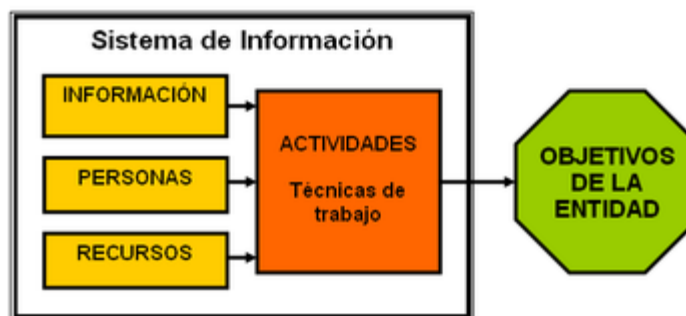 Sistema de Información
INFORMACIÓN
PERSONAS
RECURSOS
ACTIVIDADES
Técnicas de
trabajo
OBJETIVOS
DE LA
ENTIDAD